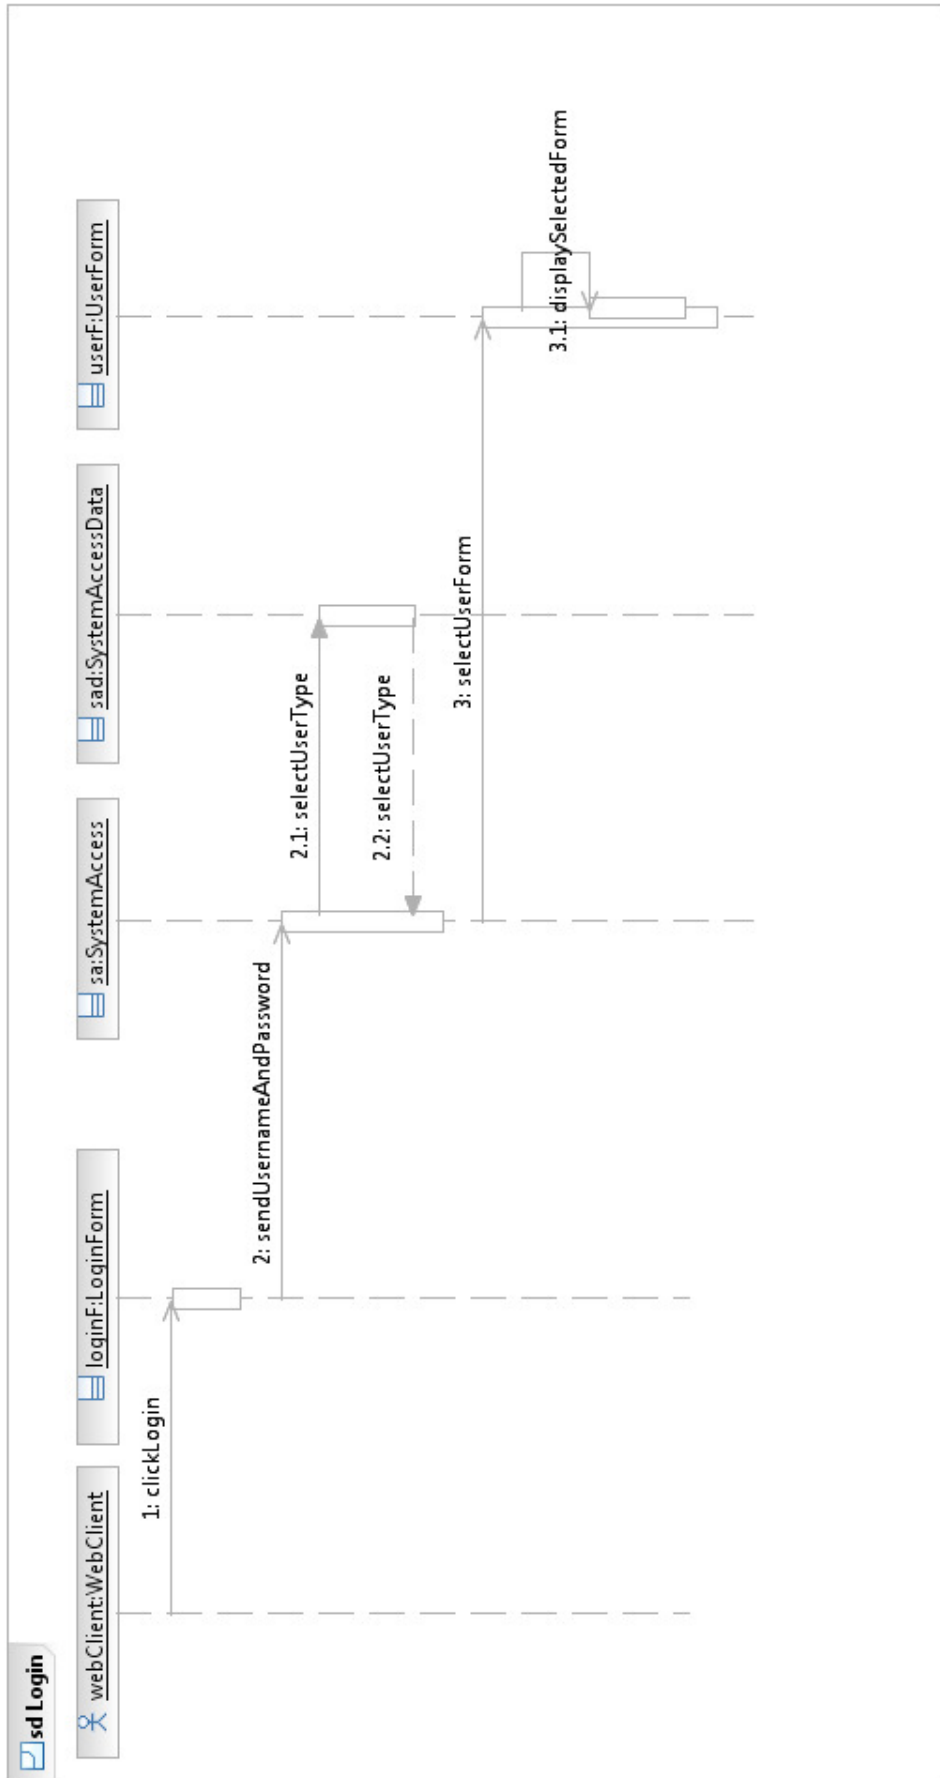 sd Login
webClient:WebClient
loginF:LoginForm
sa:SystemAccess
sad:SystemAccessData
userF:UserForm
1: clickLogin
2: sendUsernameAndPassword
2.1: selectUserType
2.2: selectUserType
3: selectUserForm
3.1: displaySelectedForm